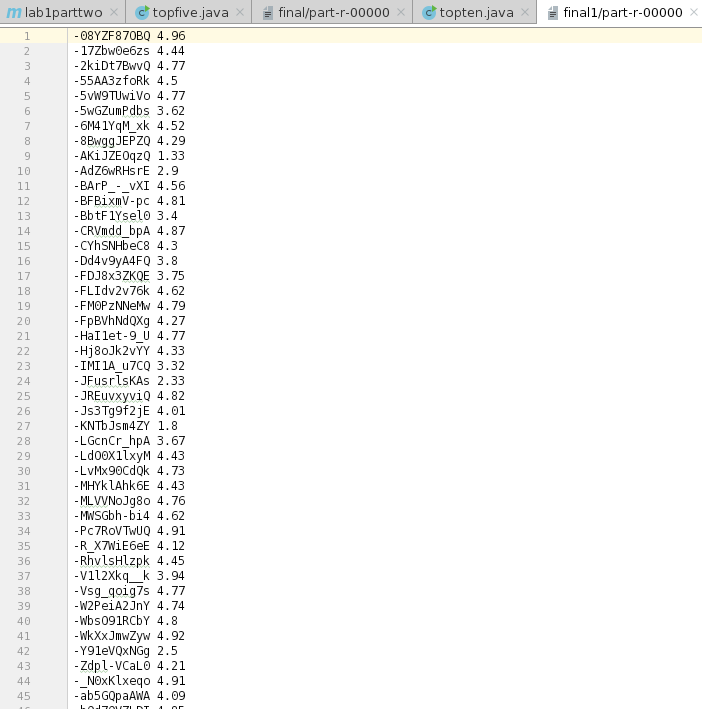 m lab1parttwo × topfive.java × final/part-r-00000 × topten.java × final1/part-r-00000 ×
1 -08YZF87OBQ 4.96
2 -17Zbw0e6zs 4.44
3 -2kiDt7BwvQ 4.77
4 -55AA3zfoRk 4.5
5 -5vW9TUwiVo 4.77
6 -5wGZumPdbs 3.62
7 -6M41YqM_xk 4.52
8 -8BwggJEPZQ 4.29
9 -AKiJZEOqzQ 1.33
10 -AdZ6wRHsrE 2.9
11 -BArP_-_vXI 4.56
12 -BFBixmV-pc 4.81
13 -BbtF1Ysel0 3.4
14 -CRVmdd_bpA 4.87
15 -CYhSNHbeC8 4.3
16 -Dd4v9yA4FQ 3.8
17 -FDJ8x3ZKQE 3.75
18 -FLIdv2v76k 4.62
19 -FM0PzNNeMw 4.79
20 -FpBVhNdQXg 4.27
21 -HaI1et-9_U 4.77
22 -Hj8oJk2vYY 4.33
23 -IMI1A_u7CQ 3.32
24 -JFusrlsKAs 2.33
25 -JREuvxyviQ 4.82
26 -Js3Tg9f2jE 4.01
27 -KNTbJsm4ZY 1.8
28 -LGcnCr_hpA 3.67
29 -LdO0X1lxyM 4.43
30 -LvMx90CdQk 4.73
31 -MHYklAhk6E 4.43
32 -MLVVNoJg8o 4.76
33 -MWSGbh-bi4 4.62
34 -Pc7RoVTwUQ 4.91
35 -R_X7WiE6eE 4.12
36 -RhvlsHlzpk 4.45
37 -V1l2Xkq__k 3.94
38 -Vsg_qoig7s 4.77
39 -W2PeiA2JnY 4.74
40 -WbsO91RCbY 4.8
41 -WkXxJmwZyw 4.92
42 -Y91eVQxNGg 2.5
43 -Zdpl-VCaL0 4.21
44 -_N0xKlxeqo 4.91
45 -ab5GQpaAWA 4.09